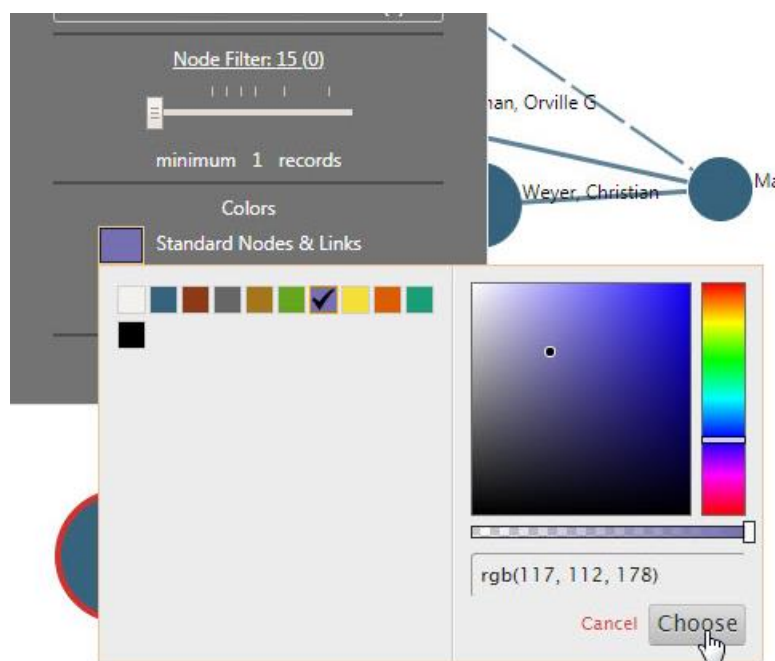 Node Filter: 15 (0)
man, Orville G
minimum 1 records
Weyer, Christian
Ma
Colors
Standard Nodes & Links
rgb(117, 112, 178)
Cancel
Choose